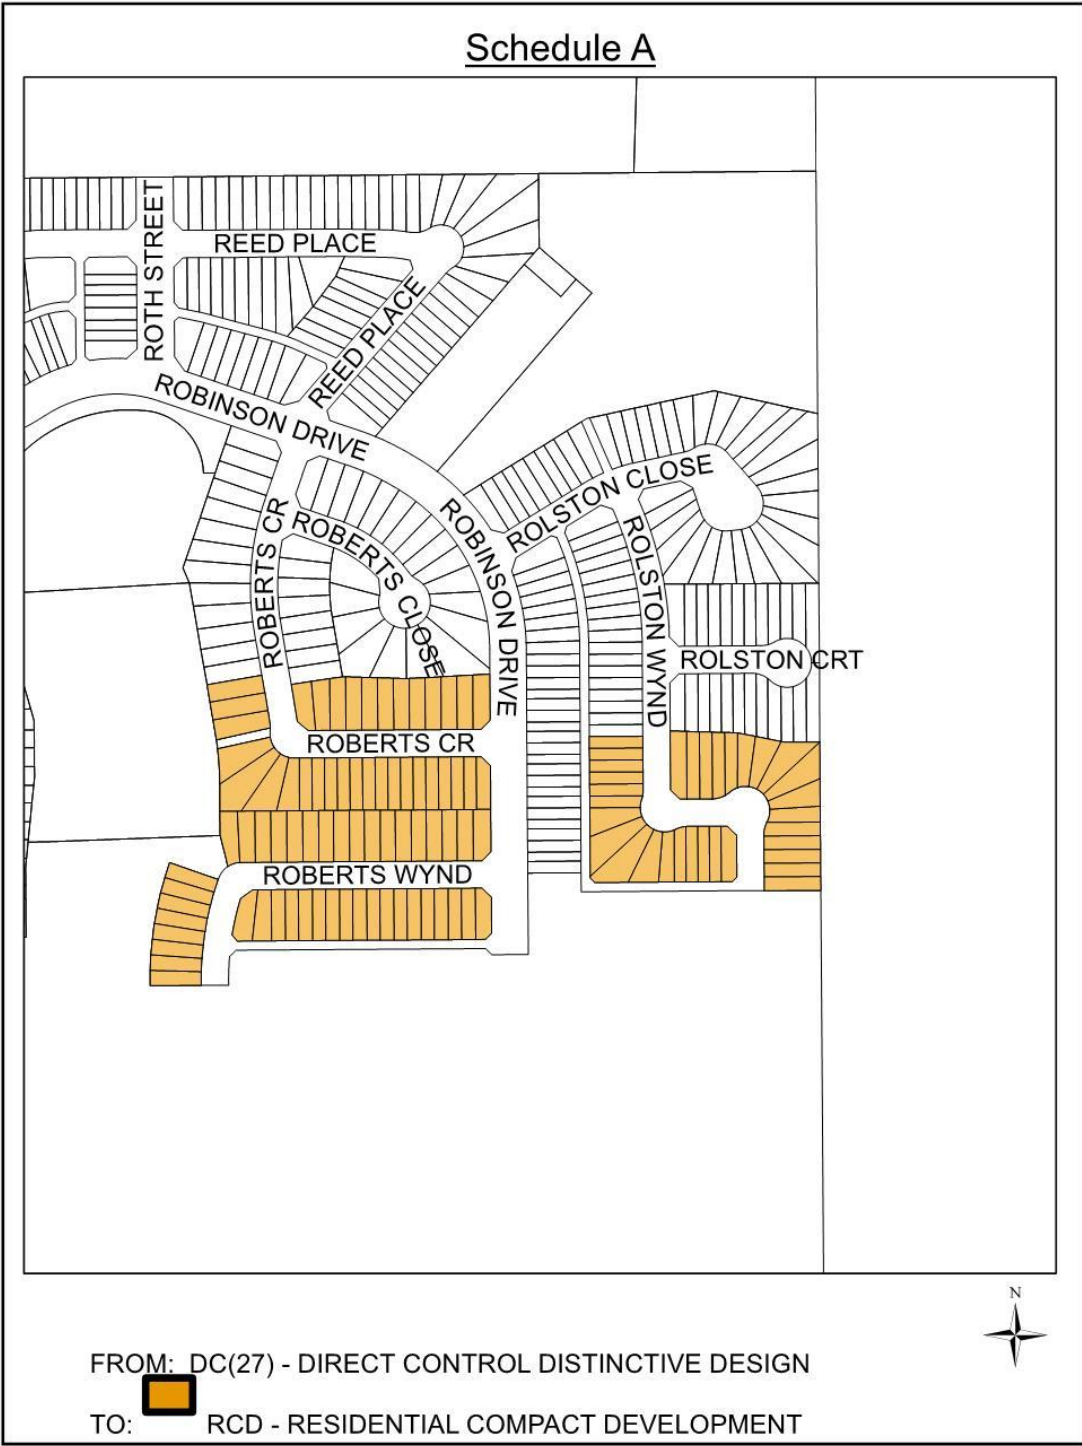 Schedule A
ROTH STREET
REED PLACE
REED PLACE
ROBINSON DRIVE
ROLSTON CLOSE
ROBERTS CR
ROBERTS CLOSE
ROBINSON DRIVE
ROLSTON WYND
ROLSTON CRT
ROBERTS CR
ROBERTS WYND
N
FROM: DC(27) - DIRECT CONTROL DISTINCTIVE DESIGN
TO: RCD - RESIDENTIAL COMPACT DEVELOPMENT